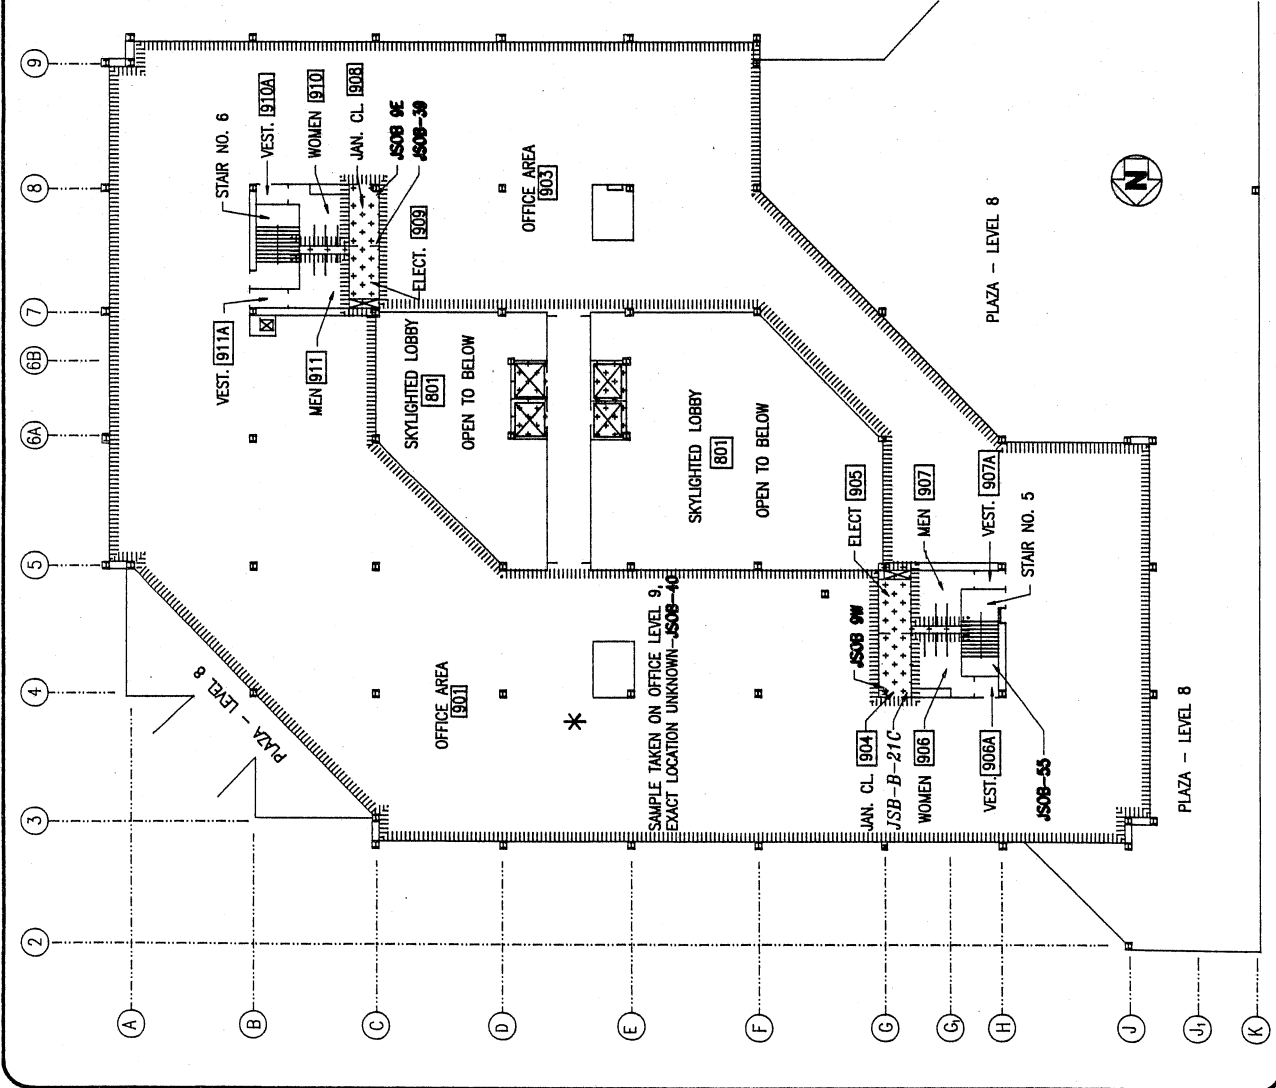 9
8
7
6B
6A
5
4
3
2
A
B
C
D
E
F
G
G1
H
J
J1
K
STAIR NO. 6
VEST. 910A
WOMEN 910
JAN. CL. 908
JSOB 9E
JSOB-39
ELECT. 909
VEST. 911A
MEN 911
OFFICE AREA
903
SKYLIGHTED LOBBY
801
OPEN TO BELOW
SKYLIGHTED LOBBY
801
OPEN TO BELOW
N
PLAZA - LEVEL 8
PLAZA - LEVEL 8
OFFICE AREA
901
*
SAMPLE TAKEN ON OFFICE LEVEL 9,
EXACT LOCATION UNKNOWN-JSOB-40
ELECT 905
MEN 907
VEST. 907A
STAIR NO. 5
JSOB 9W
JAN. CL. 904
JSB-B-21C
WOMEN 906
VEST. 906A
JSOB-55
PLAZA - LEVEL 8